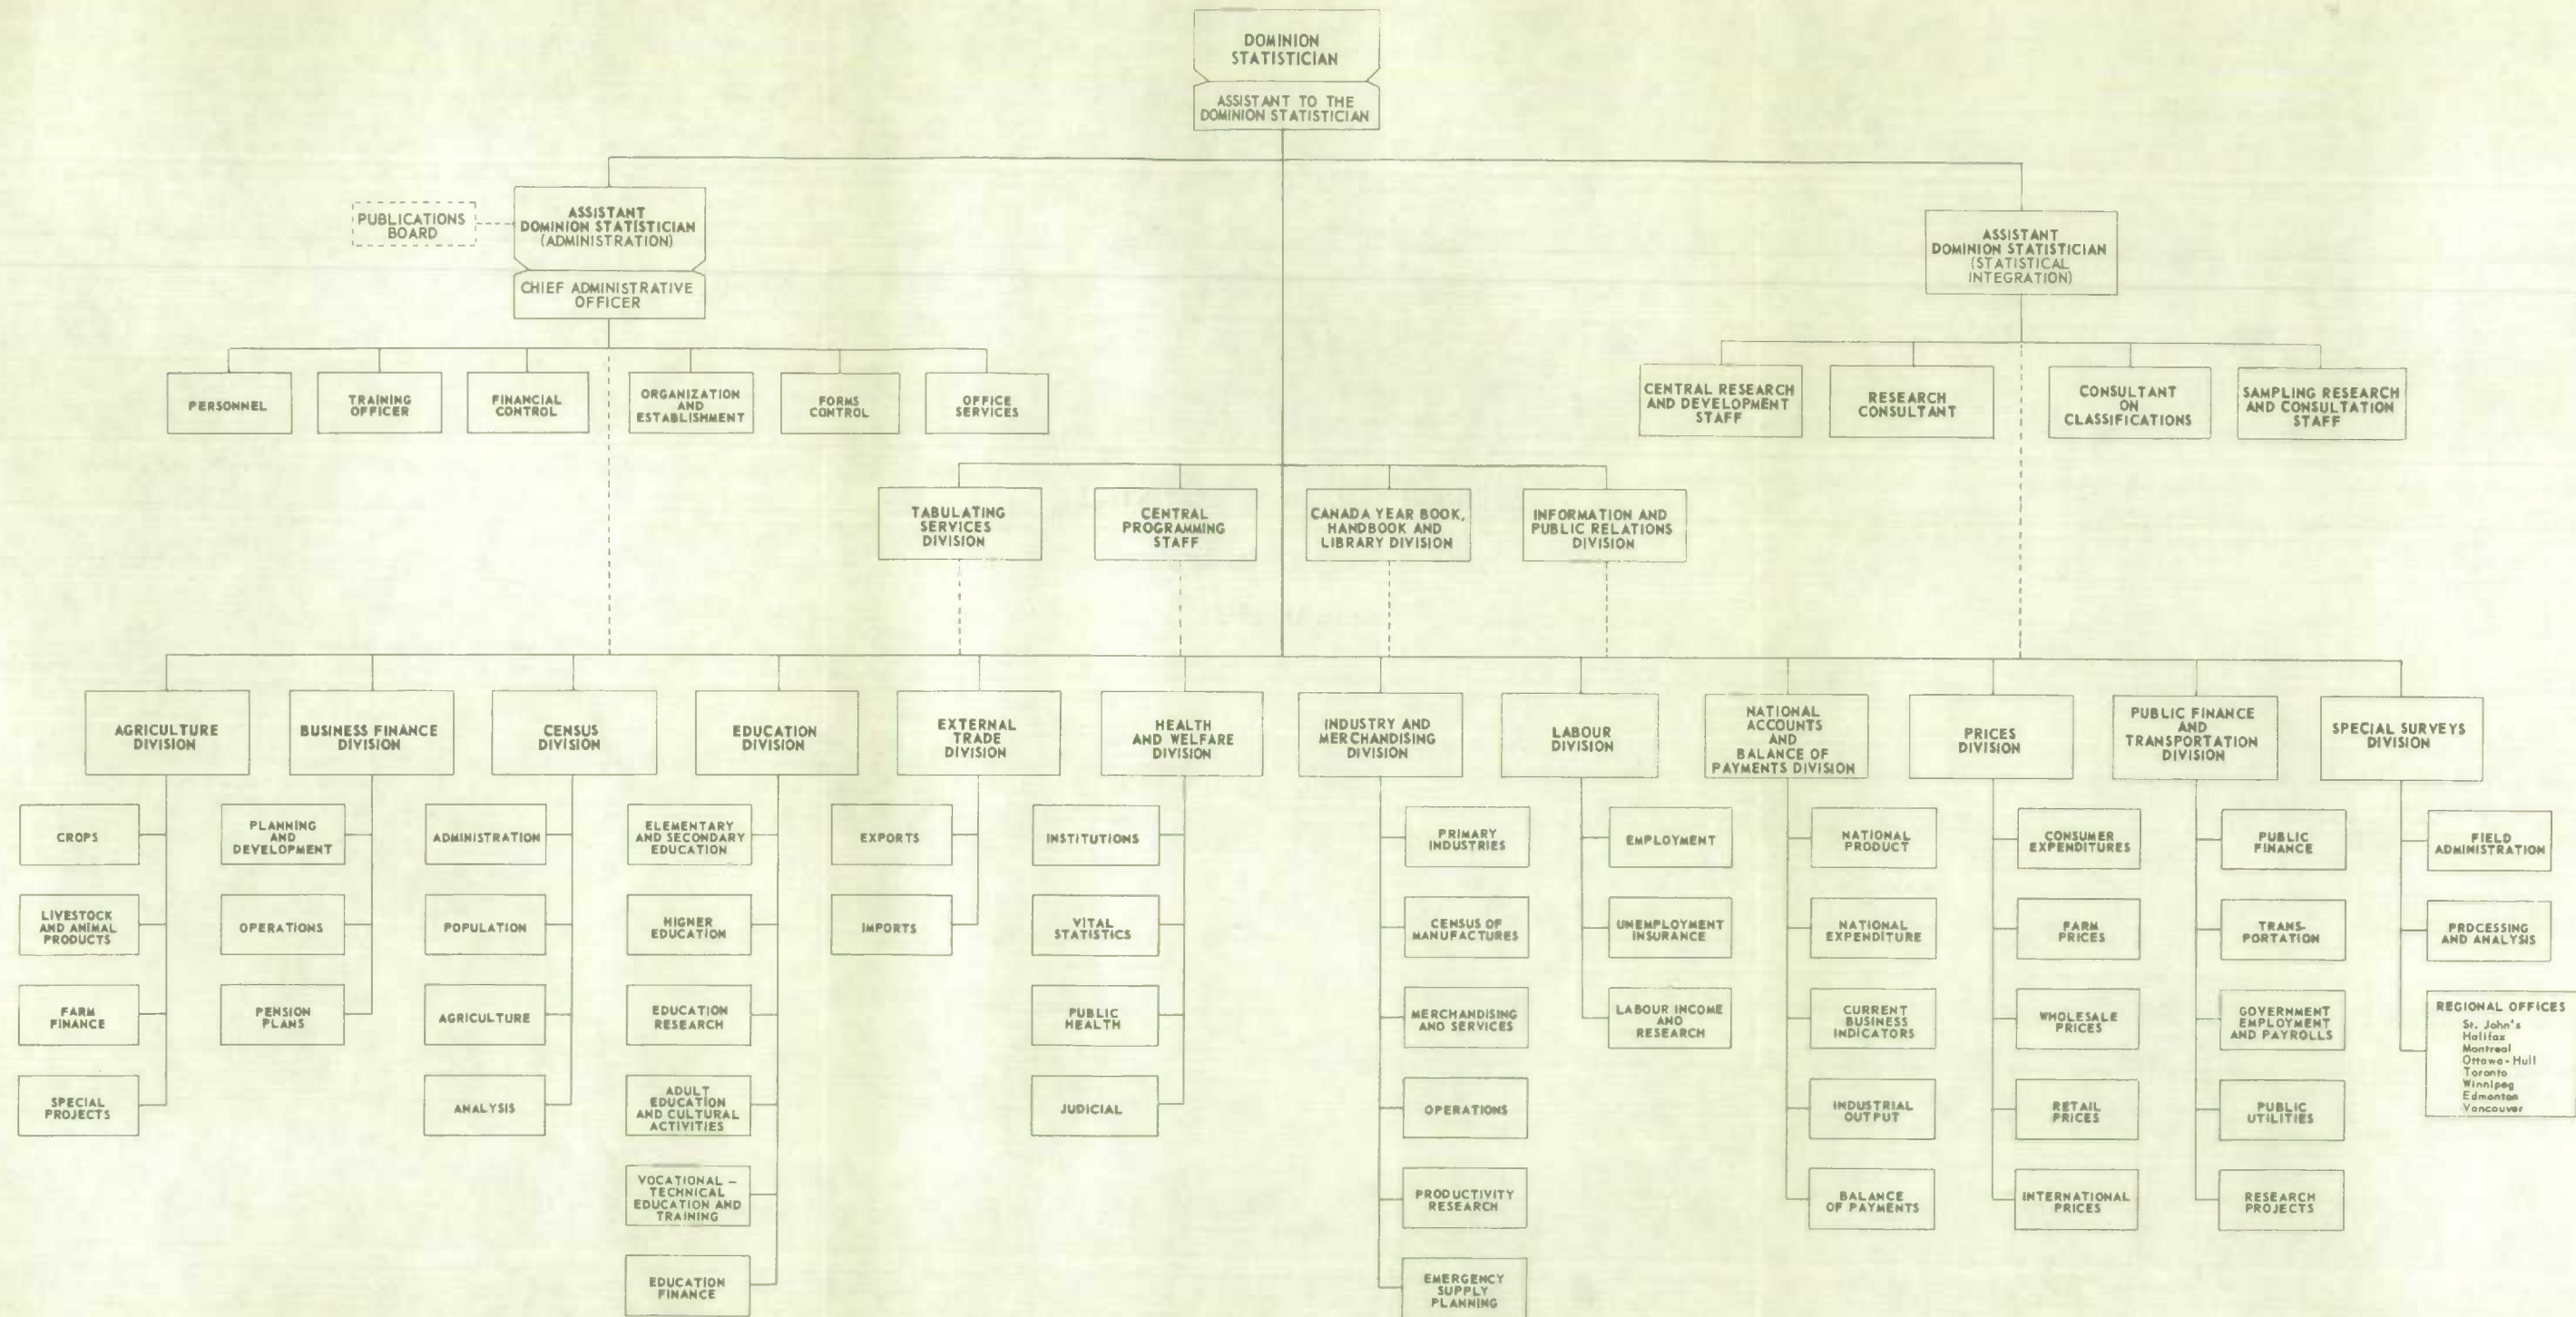 DOMINION
STATISTICIAN
ASSISTANT TO THE
DOMINION STATISTICIAN
PUBLICATIONS
BOARD
ASSISTANT
DOMINION STATISTICIAN
(ADMINISTRATION)
CHIEF ADMINISTRATIVE
OFFICER
ASSISTANT
DOMINION STATISTICIAN
(STATISTICAL
INTEGRATION)
PERSONNEL
TRAINING
OFFICER
FINANCIAL
CONTROL
ORGANIZATION
AND
ESTABLISHMENT
FORMS
CONTROL
OFFICE
SERVICES
CENTRAL RESEARCH
AND DEVELOPMENT
STAFF
RESEARCH
CONSULTANT
CONSULTANT
ON
CLASSIFICATIONS
SAMPLING RESEARCH
AND CONSULTATION
STAFF
TABULATING
SERVICES
DIVISION
CENTRAL
PROGRAMMING
STAFF
CANADA YEAR BOOK,
HANDBOOK AND
LIBRARY DIVISION
INFORMATION AND
PUBLIC RELATIONS
DIVISION
AGRICULTURE
DIVISION
BUSINESS FINANCE
DIVISION
CENSUS
DIVISION
EDUCATION
DIVISION
EXTERNAL
TRADE
DIVISION
HEALTH
AND WELFARE
DIVISION
INDUSTRY AND
MERCHANDISING
DIVISION
LABOUR
DIVISION
NATIONAL
ACCOUNTS
AND
BALANCE OF
PAYMENTS DIVISION
PRICES
DIVISION
PUBLIC FINANCE
AND
TRANSPORTATION
DIVISION
SPECIAL SURVEYS
DIVISION
CROPS
LIVESTOCK
AND ANIMAL
PRODUCTS
FARM
FINANCE
SPECIAL
PROJECTS
PLANNING
AND
DEVELOPMENT
OPERATIONS
PENSION
PLANS
ADMINISTRATION
POPULATION
AGRICULTURE
ANALYSIS
ELEMENTARY
AND SECONDARY
EDUCATION
HIGHER
EDUCATION
EDUCATION
RESEARCH
ADULT
EDUCATION
AND CULTURAL
ACTIVITIES
VOCATIONAL –
TECHNICAL
EDUCATION AND
TRAINING
EDUCATION
FINANCE
EXPORTS
IMPORTS
INSTITUTIONS
VITAL
STATISTICS
PUBLIC
HEALTH
JUDICIAL
PRIMARY
INDUSTRIES
CENSUS OF
MANUFACTURES
MERCHANDISING
AND SERVICES
OPERATIONS
PRODUCTIVITY
RESEARCH
EMERGENCY
SUPPLY
PLANNING
EMPLOYMENT
UNEMPLOYMENT
INSURANCE
LABOUR INCOME
AND
RESEARCH
NATIONAL
PRODUCT
NATIONAL
EXPENDITURE
CURRENT
BUSINESS
INDICATORS
INDUSTRIAL
OUTPUT
BALANCE
OF PAYMENTS
CONSUMER
EXPENDITURES
FARM
PRICES
WHOLESALE
PRICES
RETAIL
PRICES
INTERNATIONAL
PRICES
PUBLIC
FINANCE
TRANS-
PORTATION
GOVERNMENT
EMPLOYMENT
AND PAYROLLS
PUBLIC
UTILITIES
RESEARCH
PROJECTS
FIELD
ADMINISTRATION
PROCESSING
AND ANALYSIS
REGIONAL OFFICES
St. John's
Halifax
Montreal
Ottawa - Hull
Toronto
Winnipeg
Edmonton
Vancouver